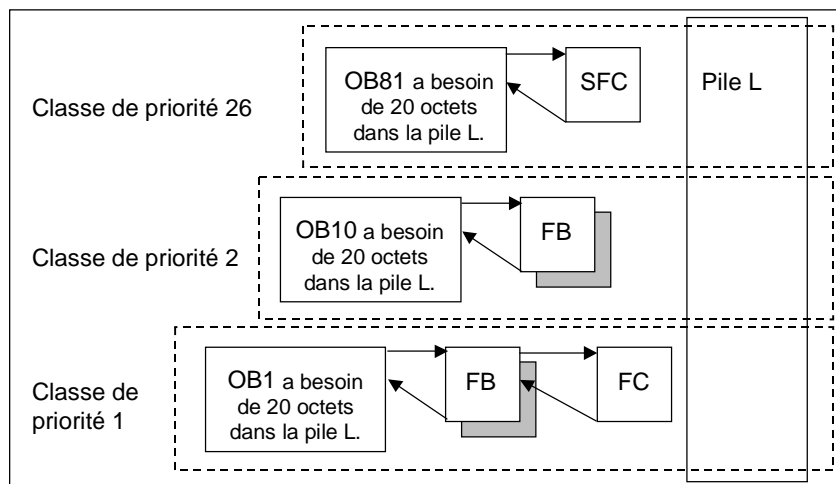 Classe de priorité 26
OB81 a besoin
de 20 octets
dans la pile L.
SFC
Pile L
Classe de priorité 2
OB10 a besoin
de 20 octets
dans la pile L.
FB
Classe de
priorité 1
OB1 a besoin
de 20 octets
dans la pile L.
FB
FC